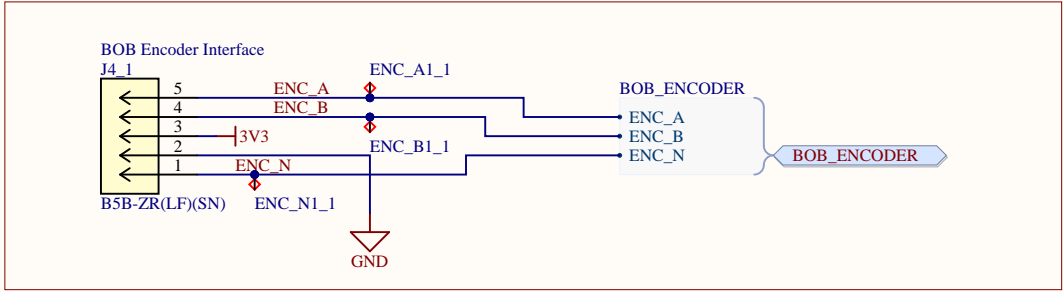 BOB Encoder Interface
J4_1
5
4
3
2
1
ENC_A
ENC_B
3V3
ENC_N
ENC_A1_1
ENC_B1_1
ENC_N1_1
B5B-ZR(LF)(SN)
GND
BOB_ENCODER
ENC_A
ENC_B
ENC_N
BOB_ENCODER